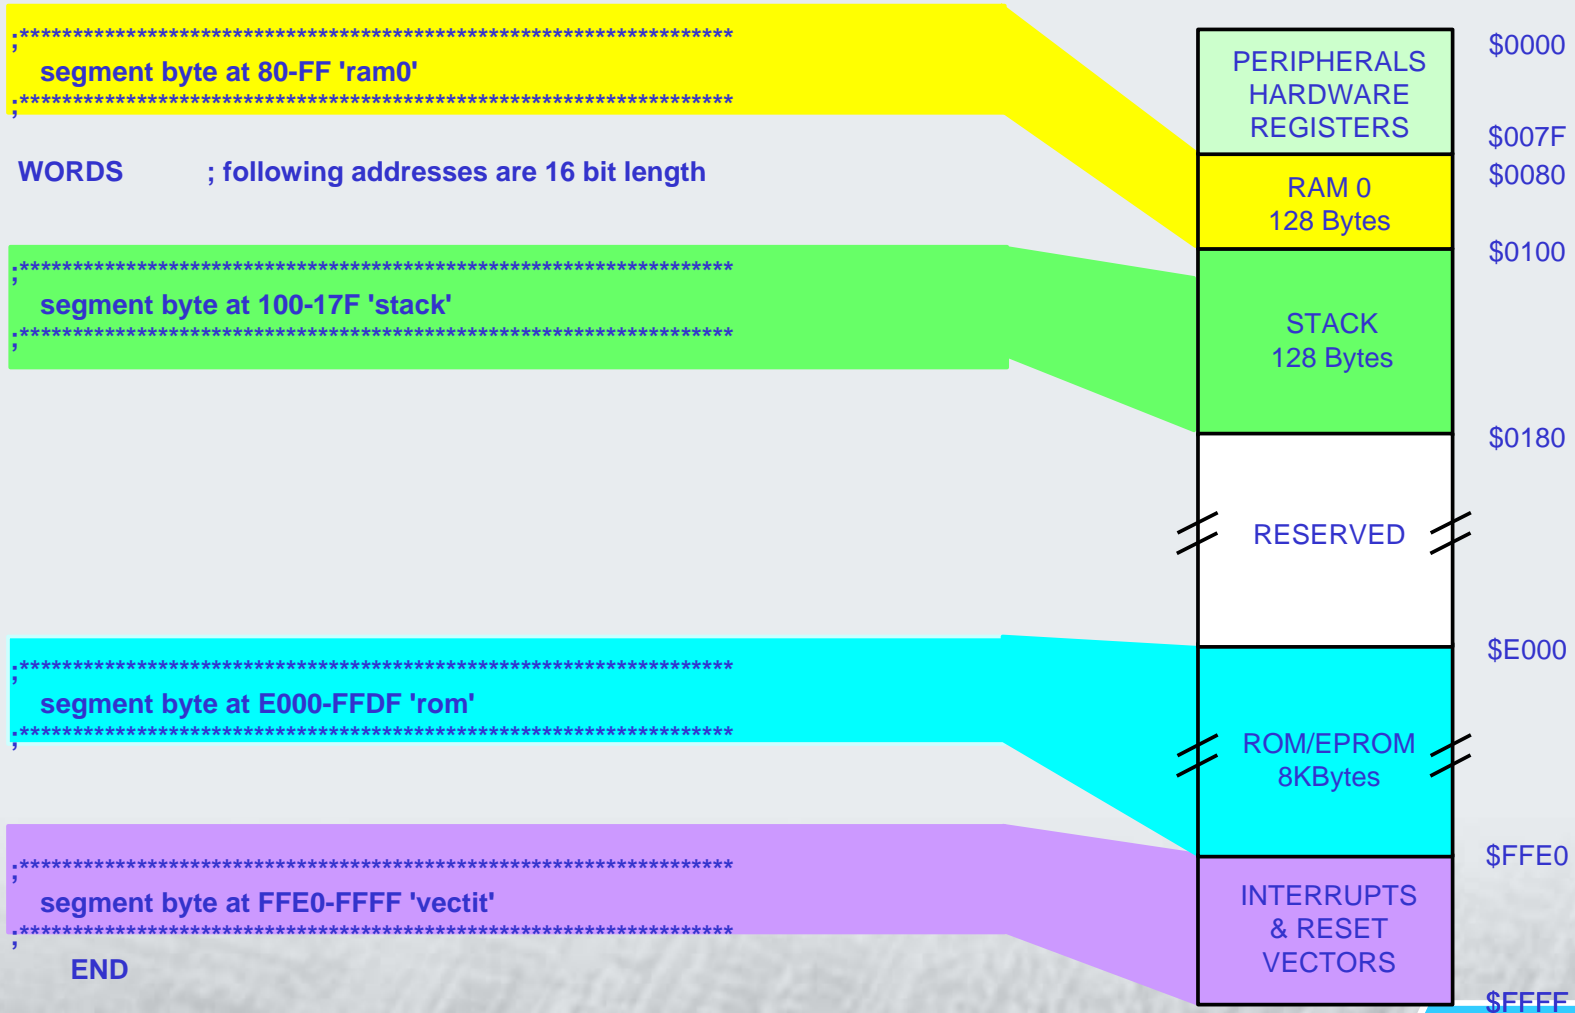 ;*******************************************************************
segment byte at 80-FF 'ram0'
;*******************************************************************
WORDS ; following addresses are 16 bit length
;*******************************************************************
segment byte at 100-17F 'stack'
;*******************************************************************
;*******************************************************************
segment byte at E000-FFDF 'rom'
;*******************************************************************
;*******************************************************************
segment byte at FFE0-FFFF 'vectit'
;*******************************************************************
END
PERIPHERALS
HARDWARE
REGISTERS
RAM 0
128 Bytes
STACK
128 Bytes
RESERVED
ROM/EPROM
8KBytes
INTERRUPTS
& RESET
VECTORS
$0000
$007F
$0080
$0100
$0180
$E000
$FFE0
$FFFF